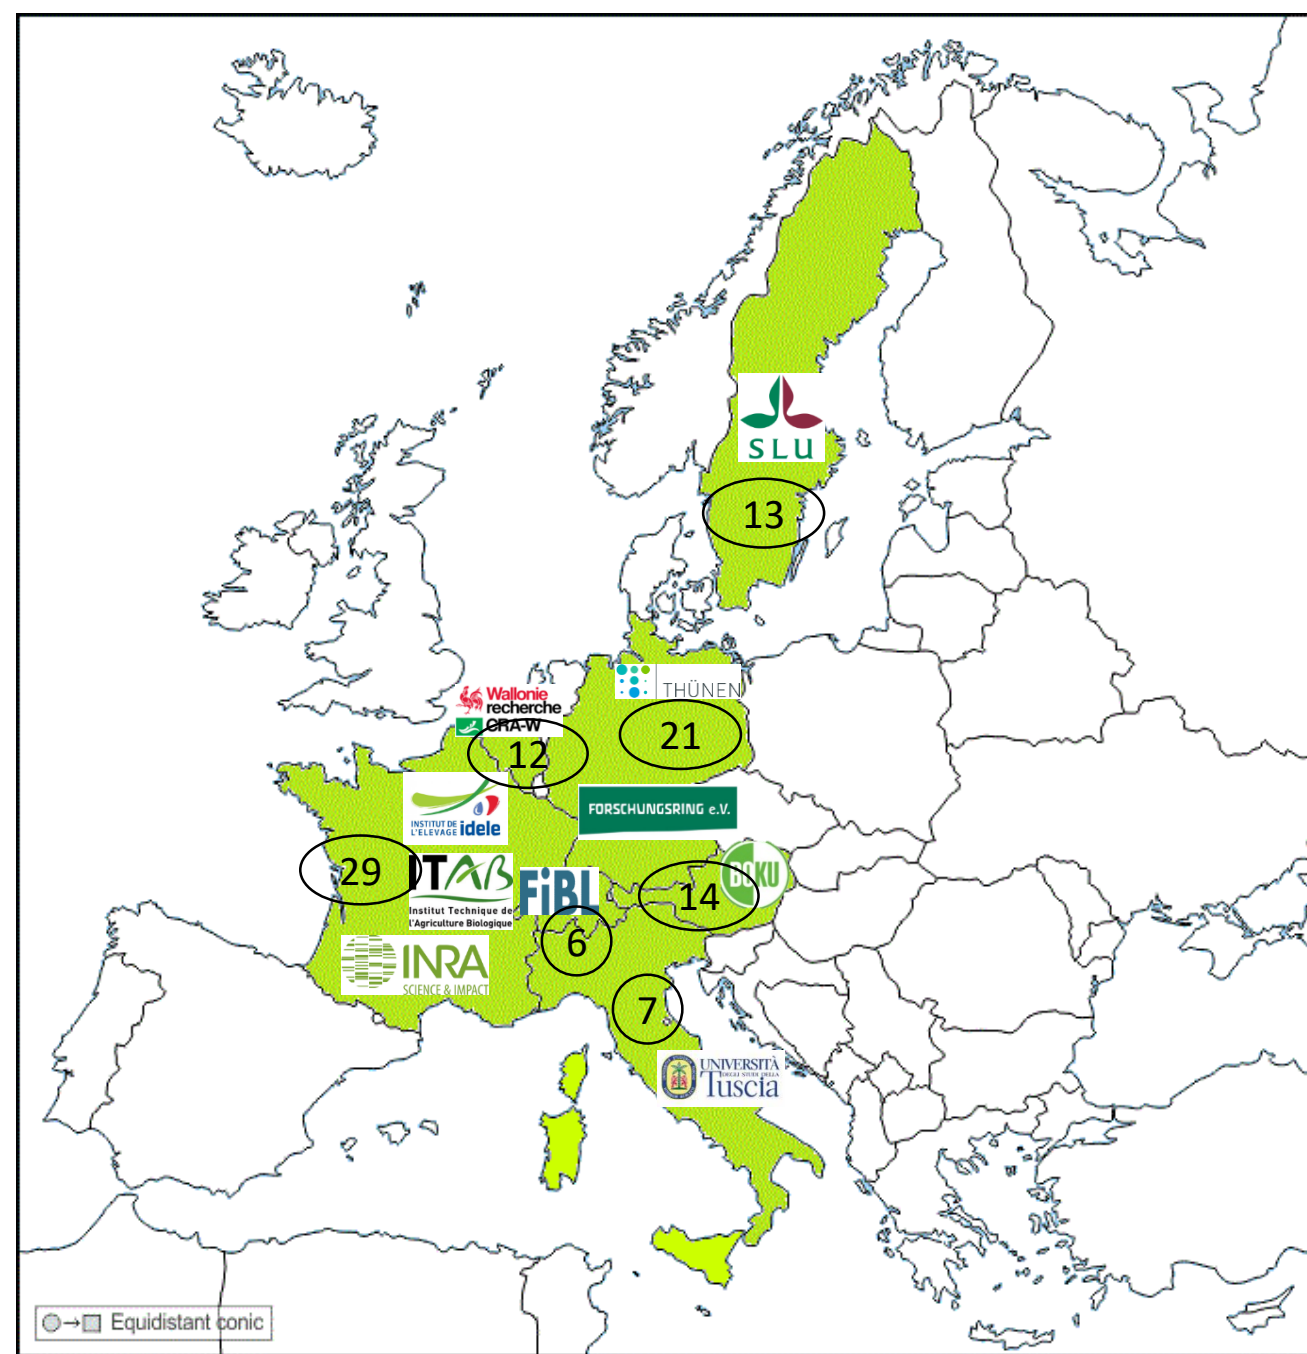 SLU
13
THÜNEN
Wallonie
recherche
CRA-W
12
21
INSTITUT DE
L'ELEVAGE idele
FORSCHUNGSRING e.V.
29
ITAB
Institut Technique de
l'Agriculture Biologique
FiBL
BOKU
14
6
INRA
SCIENCE & IMPACT
7
UNIVERSITÀ
DEGLI STUDI DELLA
Tuscia
Equidistant conic